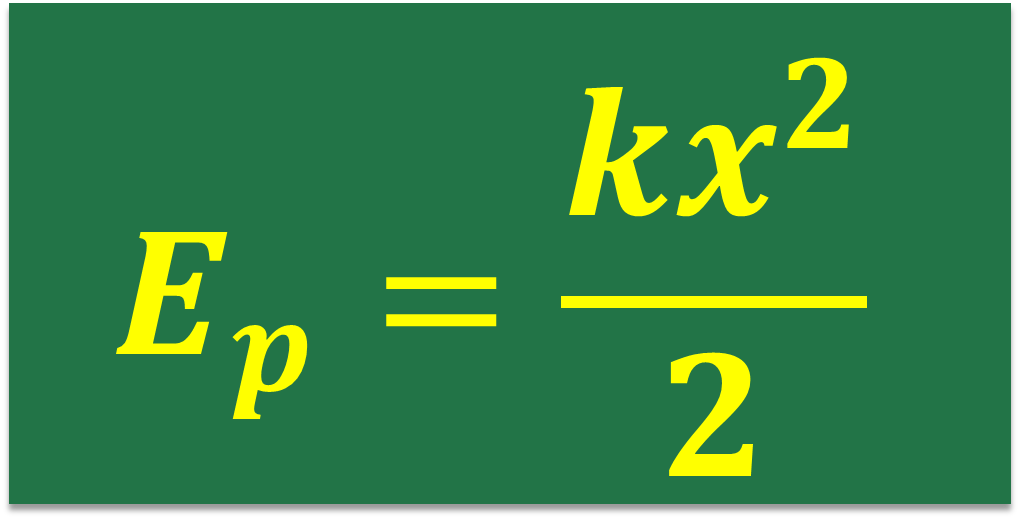 Eₚ = kx²/2